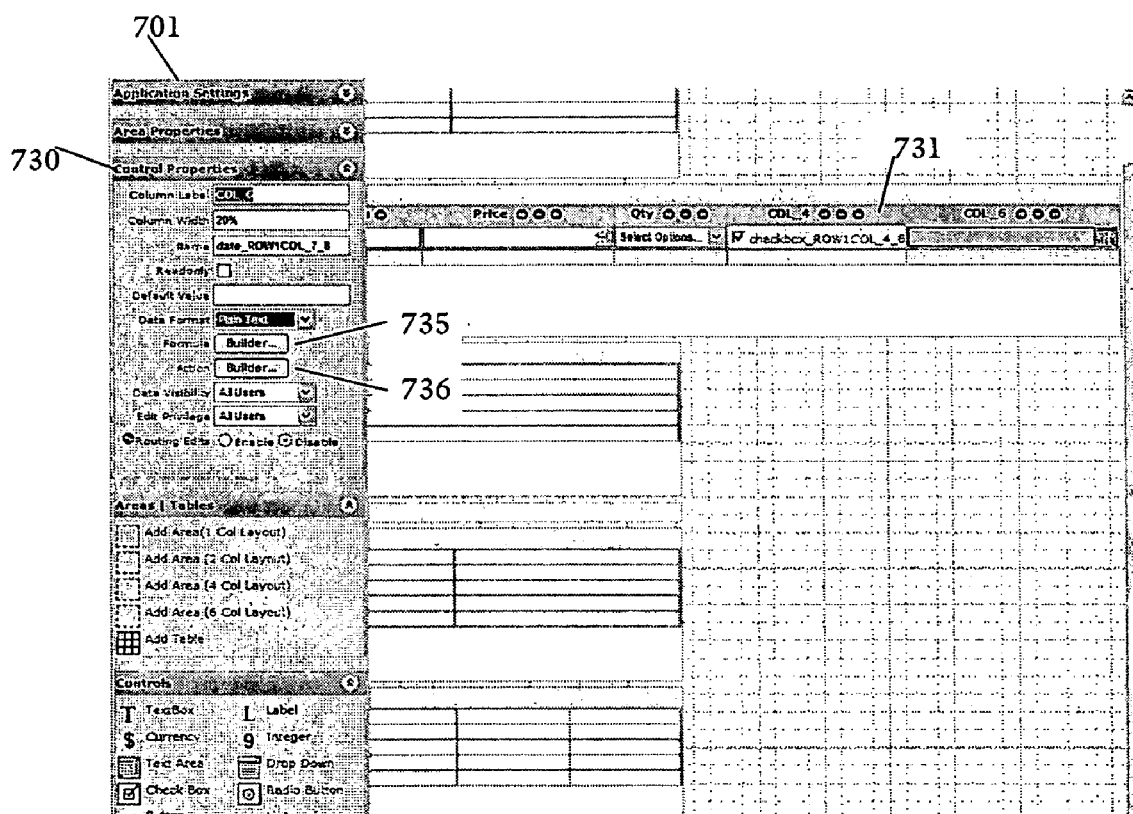 701
Application Settings
Area Properties
730
Control Properties
731
Column Label COL_6
Column Width 20%
Price
Qty
COL_4
COL_6
Name date_ROW1COL_7_8
Select Options...
checkbox_ROW1COL_4_6
Readonly
Default Value
Data Format Plain Text
735
Formula Builder...
Action Builder...
736
Data Visibility All Users
Edit Privilege All Users
Routing Edits Enable Disable
Areas | Tables
Add Area(1 Col Layout)
Add Area (2 Col Layout)
Add Area (4 Col Layout)
Add Area (6 Col Layout)
Add Table
Controls
T TextBox L Label
$ Currency 9 Integer
Text Area Drop Down
Check Box Radio Button